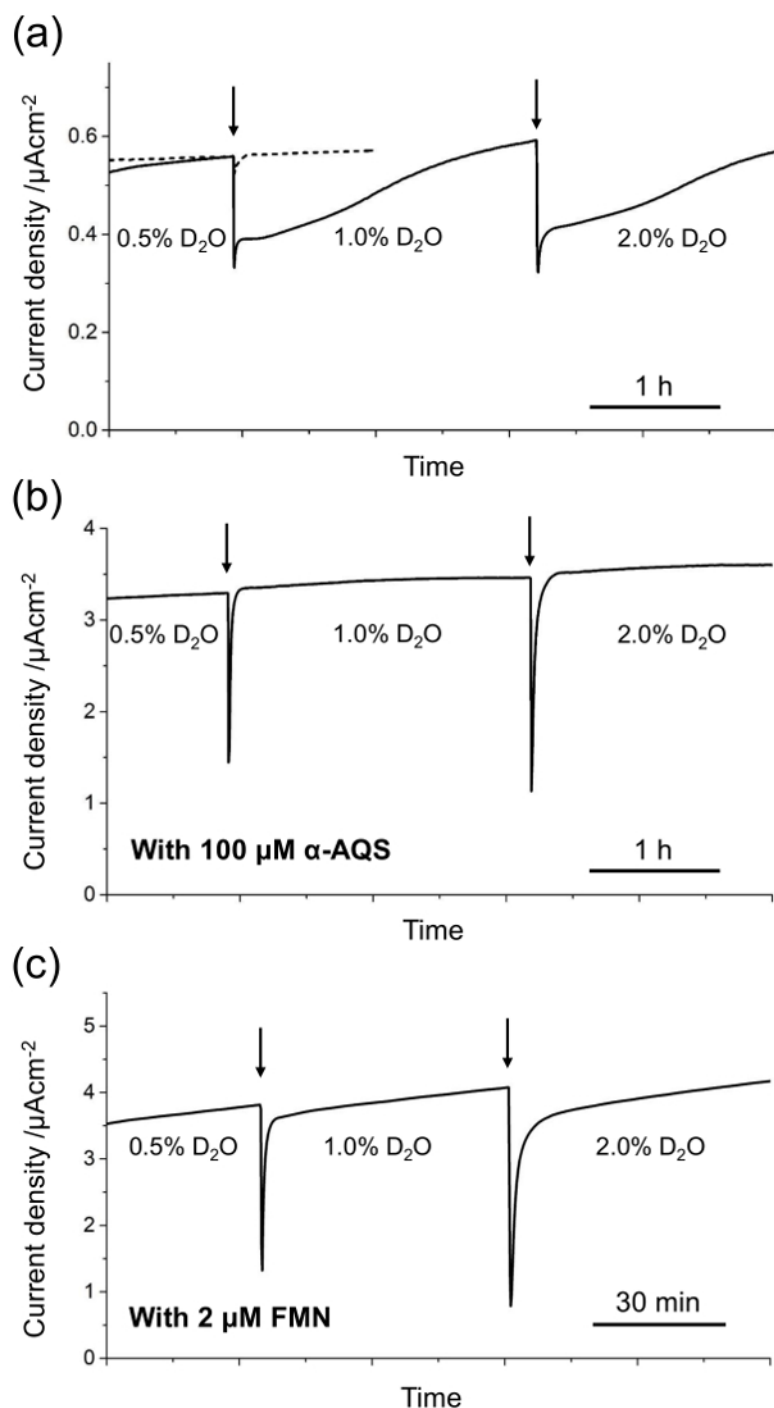 (a)
Current density /µAcm-2
0.6
0.4
0.2
0.0
0.5% D2O
1.0% D2O
2.0% D2O
1 h
Time
(b)
Current density /µAcm-2
4
3
2
1
0
0.5% D2O
1.0% D2O
2.0% D2O
With 100 µM α-AQS
1 h
Time
(c)
Current density /µAcm-2
5
4
3
2
1
0
0.5% D2O
1.0% D2O
2.0% D2O
With 2 µM FMN
30 min
Time